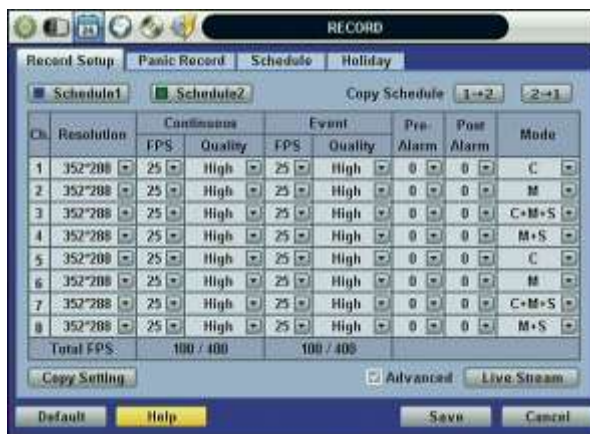 24 RECORD
Record Setup Panic Record Schedule Holiday
Schedule1 Schedule2 Copy Schedule 1→2 2→1
Ch. Resolution Continuous Event Pre-Alarm Post Alarm Mode
FPS Quality FPS Quality
1 352*288 25 High 25 High 0 0 C
2 352*288 25 High 25 High 0 0 M
3 352*288 25 High 25 High 0 0 C+M+S
4 352*288 25 High 25 High 0 0 M+S
5 352*288 25 High 25 High 0 0 C
6 352*288 25 High 25 High 0 0 M
7 352*288 25 High 25 High 0 0 C+M+S
8 352*288 25 High 25 High 0 0 M+S
Total FPS 100 / 400 100 / 400
Copy Setting Advanced Live Stream
Default Help Save Cancel